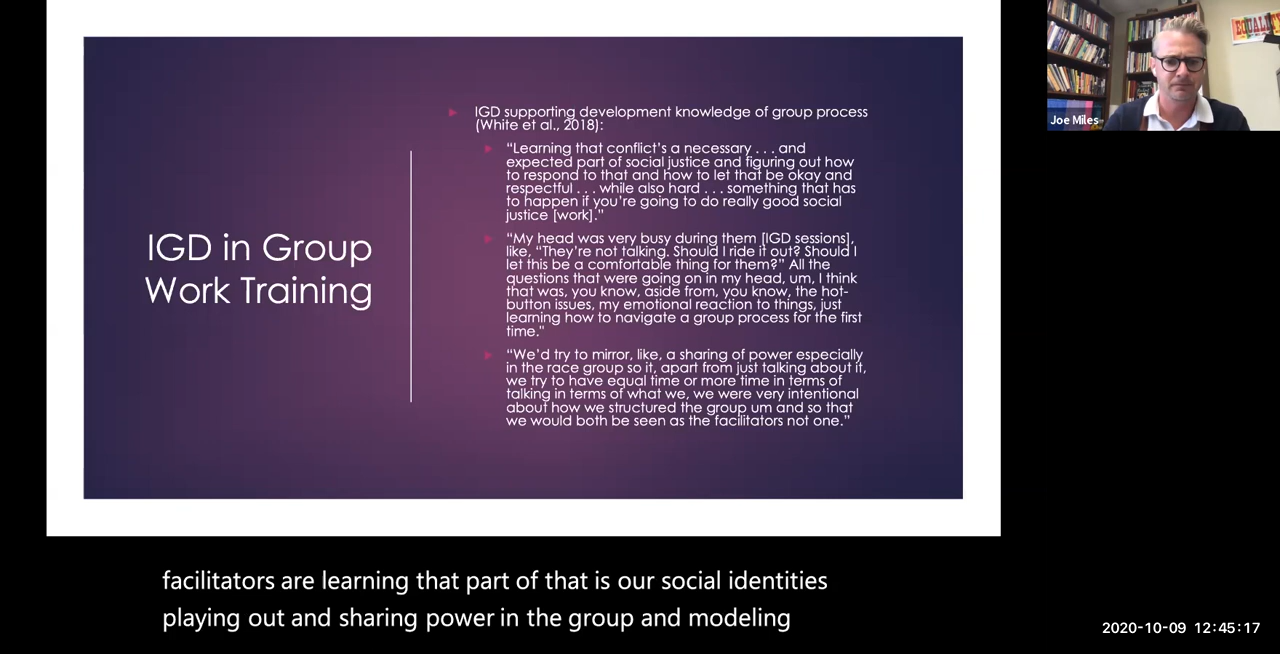 IGD in Group
Work Training
IGD supporting development knowledge of group process
(White et al., 2018):
“Learning that conflict’s a necessary . . . and
expected part of social justice and figuring out how
to respond to that and how to let that be okay and
respectful . . . while also hard . . . something that has
to happen if you’re going to do really good social
justice [work].”
“My head was very busy during them [IGD sessions],
like, “They’re not talking. Should I ride it out? Should I
let this be a comfortable thing for them?” All the
questions that were going on in my head, um, I think
that was, you know, aside from, you know, the hot-
button issues, my emotional reaction to things, just
learning how to navigate a group process for the first
time."
“We’d try to mirror, like, a sharing of power especially
in the race group so it, apart from just talking about it,
we try to have equal time or more time in terms of
talking in terms of what we, we were very intentional
about how we structured the group um and so that
we would both be seen as the facilitators not one.”
Joe Miles
facilitators are learning that part of that is our social identities
playing out and sharing power in the group and modeling
2020-10-09 12:45:17